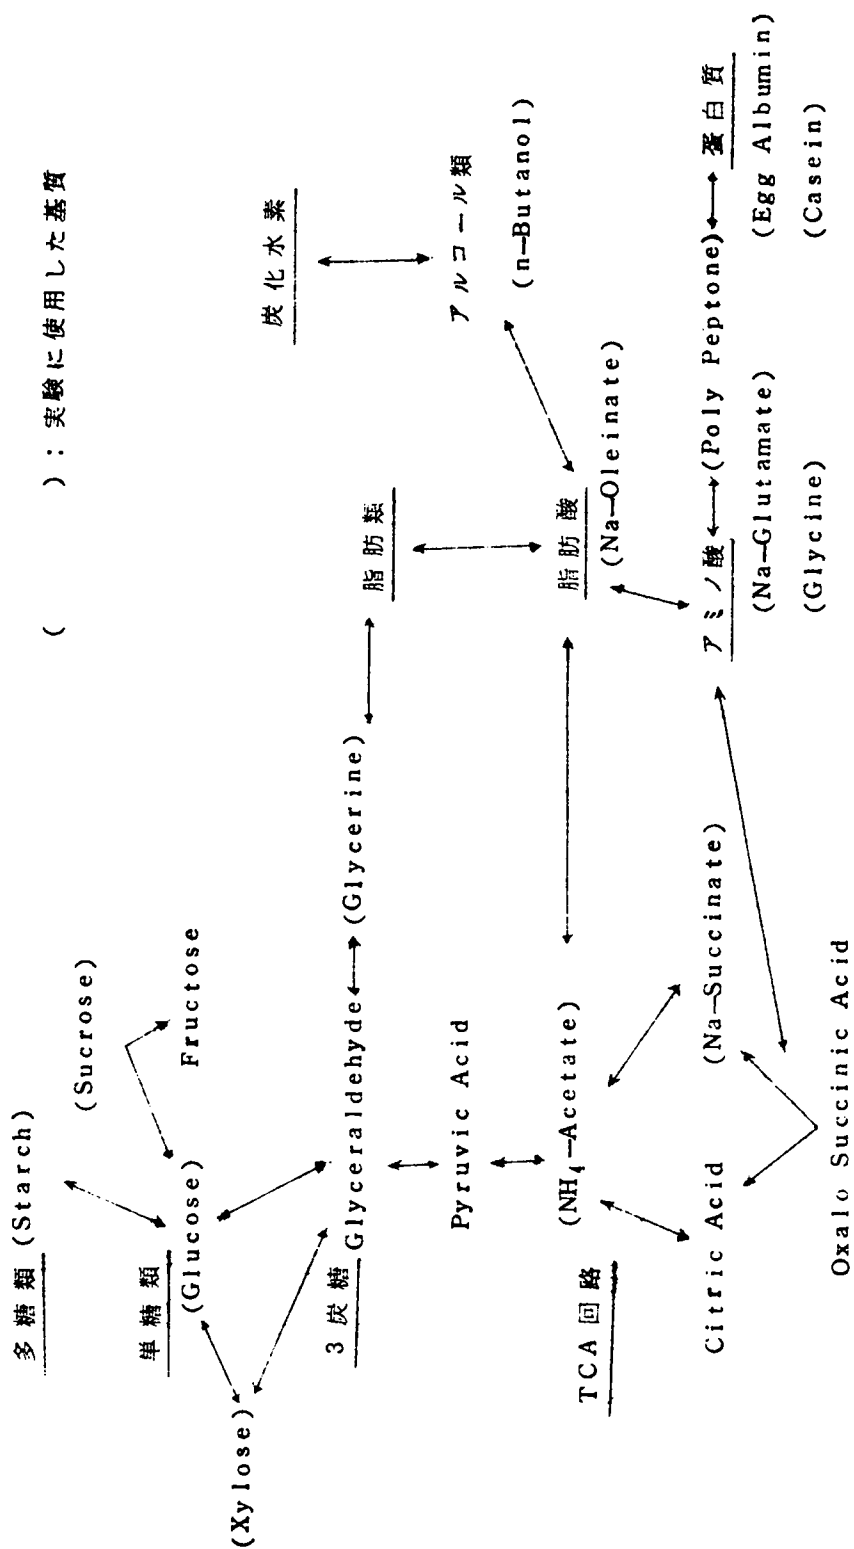 ( ) : 実験に使用した基質
多糖類 (Starch)
(Sucrose)
単糖類
(Glucose)
Fructose
(Xylose)
炭化水素
3炭糖 Glyceraldehyde (Glycerine)
脂肪類
アルコール類
(n-Butanol)
Pyruvic Acid
TCA回路
(NH₄-Acetate)
脂肪酸
(Na-Oleinate)
Citric Acid
(Na-Succinate)
アミノ酸 (Poly Peptone) 蛋白質
(Na-Glutamate)
(Egg Albumin)
(Glycine)
(Casein)
Oxalo Succinic Acid